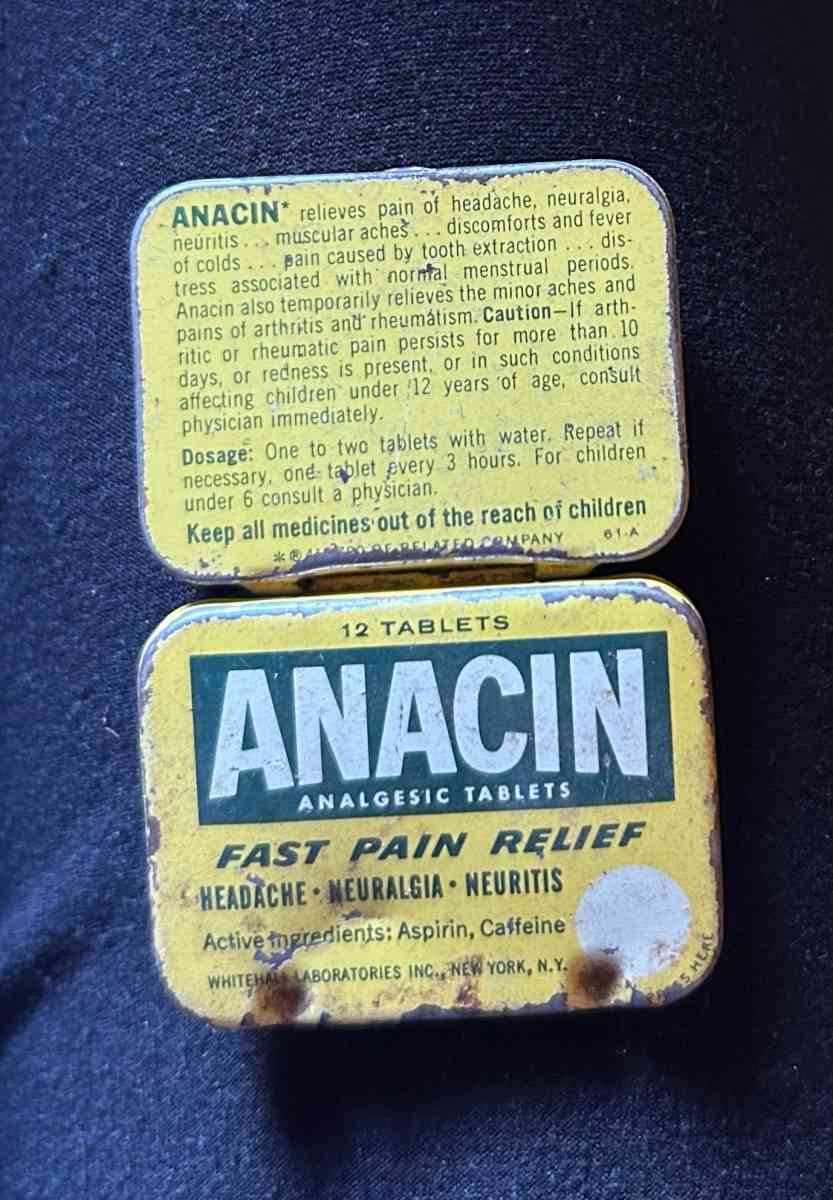 ANACIN* relieves pain of headache, neuralgia,
neuritis . . . muscular aches . . . discomforts and fever
of colds . . . pain caused by tooth extraction . . . dis-
tress associated with normal menstrual periods.
Anacin also temporarily relieves the minor aches and
pains of arthritis and rheumatism. Caution—If arth-
ritic or rheumatic pain persists for more than 10
days, or redness is present, or in such conditions
affecting children under 12 years of age, consult
physician immediately.
Dosage: One to two tablets with water. Repeat if
necessary, one tablet every 3 hours. For children
under 6 consult a physician.
Keep all medicines out of the reach of children
*® RELATED COMPANY 61-A
12 TABLETS
ANACIN
ANALGESIC TABLETS
FAST PAIN RELIEF
HEADACHE • NEURALGIA • NEURITIS
Active Ingredients: Aspirin, Caffeine
WHITEHALL LABORATORIES INC., NEW YORK, N.Y.
PRESS HERE